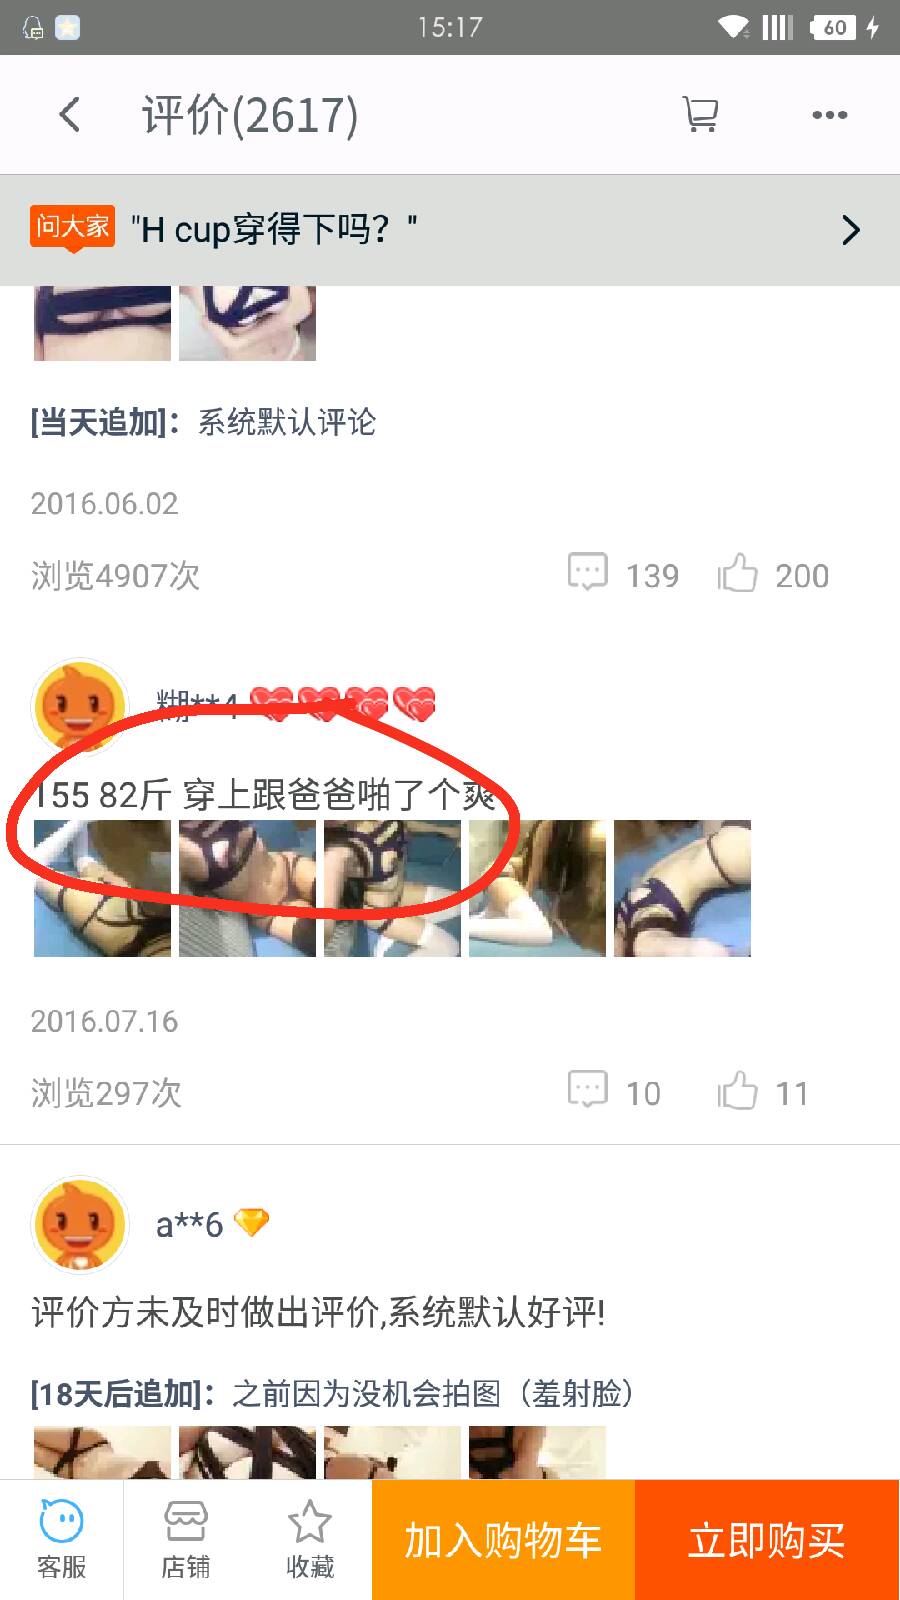 15:17
60
评价(2617)
问大家 "H cup穿得下吗？"
[当天追加]：系统默认评论
2016.06.02
浏览4907次 139 200
糊**4
155 82斤 穿上跟爸爸啪了个爽
2016.07.16
浏览297次 10 11
a**6
评价方未及时做出评价,系统默认好评!
[18天后追加]：之前因为没机会拍图（羞射脸）
客服 店铺 收藏 加入购物车 立即购买